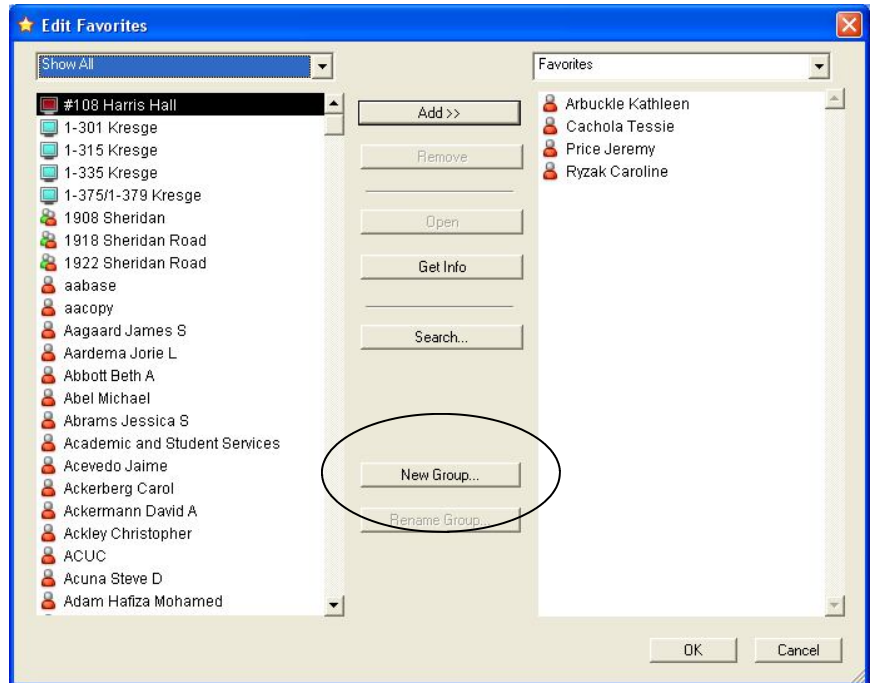 Edit Favorites
Show All
Favorites
#108 Harris Hall
1-301 Kresge
1-315 Kresge
1-335 Kresge
1-375/1-379 Kresge
1908 Sheridan
1918 Sheridan Road
1922 Sheridan Road
aabase
aacopy
Aagaard James S
Aardema Jorie L
Abbott Beth A
Abel Michael
Abrams Jessica S
Academic and Student Services
Acevedo Jaime
Ackerberg Carol
Ackermann David A
Ackley Christopher
ACUC
Acuna Steve D
Adam Hafiza Mohamed
Add >>
Remove
Open
Get Info
Search...
New Group...
Rename Group...
Arbuckle Kathleen
Cachola Tessie
Price Jeremy
Ryzak Caroline
OK
Cancel